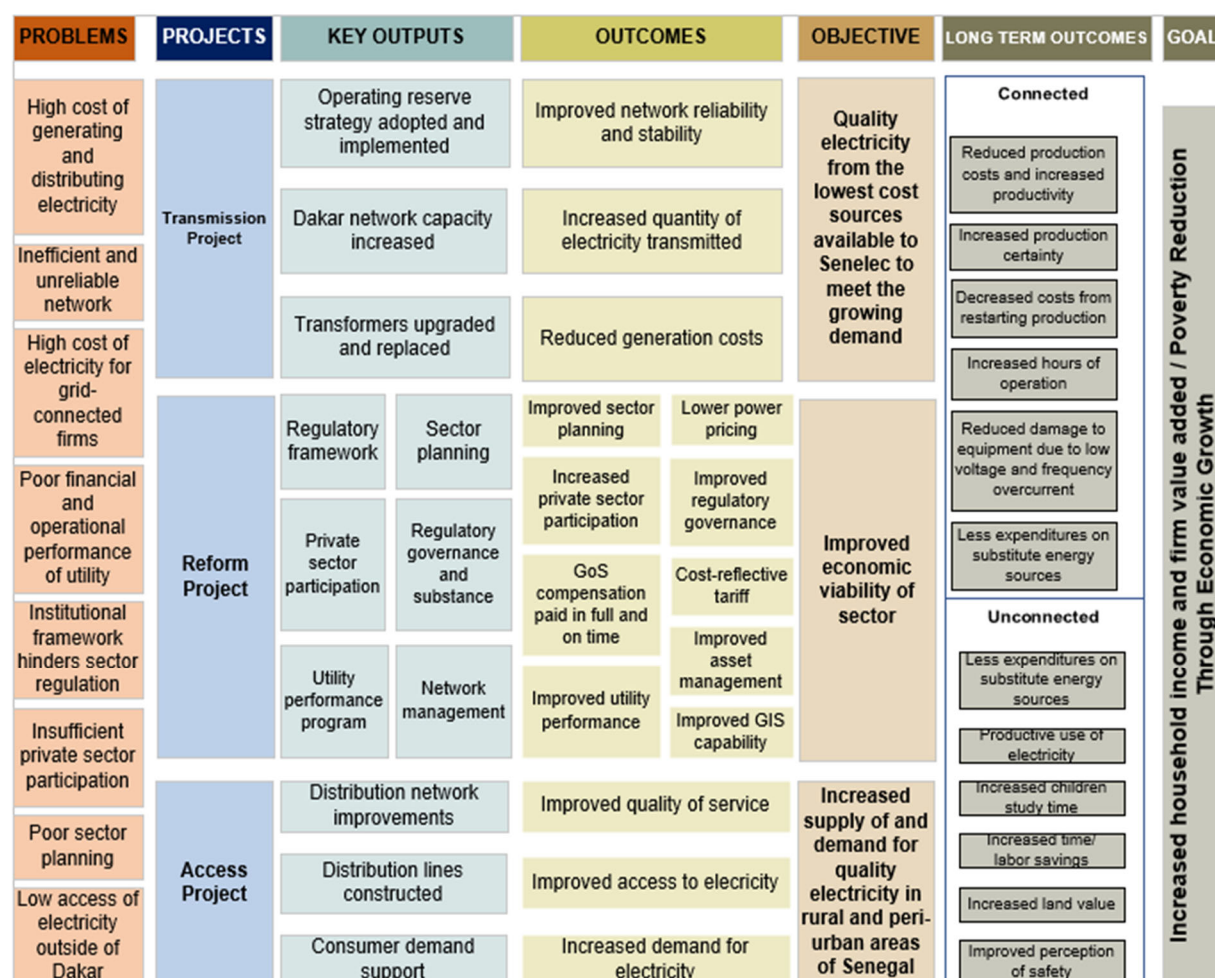 PROBLEMS
PROJECTS
KEY OUTPUTS
OUTCOMES
OBJECTIVE
LONG TERM OUTCOMES
GOAL
High cost of
generating
and
distributing
electricity
Inefficient and
unreliable
network
High cost of
electricity for
grid-
connected
firms
Poor financial
and
operational
performance
of utility
Institutional
framework
hinders sector
regulation
Insufficient
private sector
participation
Poor sector
planning
Low access of
electricity
outside of
Dakar
Transmission
Project
Reform
Project
Access
Project
Operating reserve
strategy adopted and
implemented
Dakar network capacity
increased
Transformers upgraded
and replaced
Regulatory
framework
Sector
planning
Private
sector
participation
Regulatory
governance
and
substance
Utility
performance
program
Network
management
Distribution network
improvements
Distribution lines
constructed
Consumer demand
support
Improved network reliability
and stability
Increased quantity of
electricity transmitted
Reduced generation costs
Improved sector
planning
Lower power
pricing
Increased
private sector
participation
Improved
regulatory
governance
GoS
compensation
paid in full and
on time
Cost-reflective
tariff
Improved
asset
management
Improved utility
performance
Improved GIS
capability
Improved quality of service
Improved access to elecricity
Increased demand for
electricity
Quality
electricity
from the
lowest cost
sources
available to
Senelec to
meet the
growing
demand
Improved
economic
viability of
sector
Increased
supply of and
demand for
quality
electricity in
rural and peri-
urban areas
of Senegal
Connected
Reduced production
costs and increased
productivity
Increased production
certainty
Decreased costs from
restarting production
Increased hours of
operation
Reduced damage to
equipment due to low
voltage and frequency
overcurrent
Less expenditures on
substitute energy
sources
Unconnected
Less expenditures on
substitute energy
sources
Productive use of
electricity
Increased children
study time
Increased time/
labor savings
Increased land value
Improved perception
of safety
Increased household income and firm value added / Poverty Reduction
Through Economic Growth